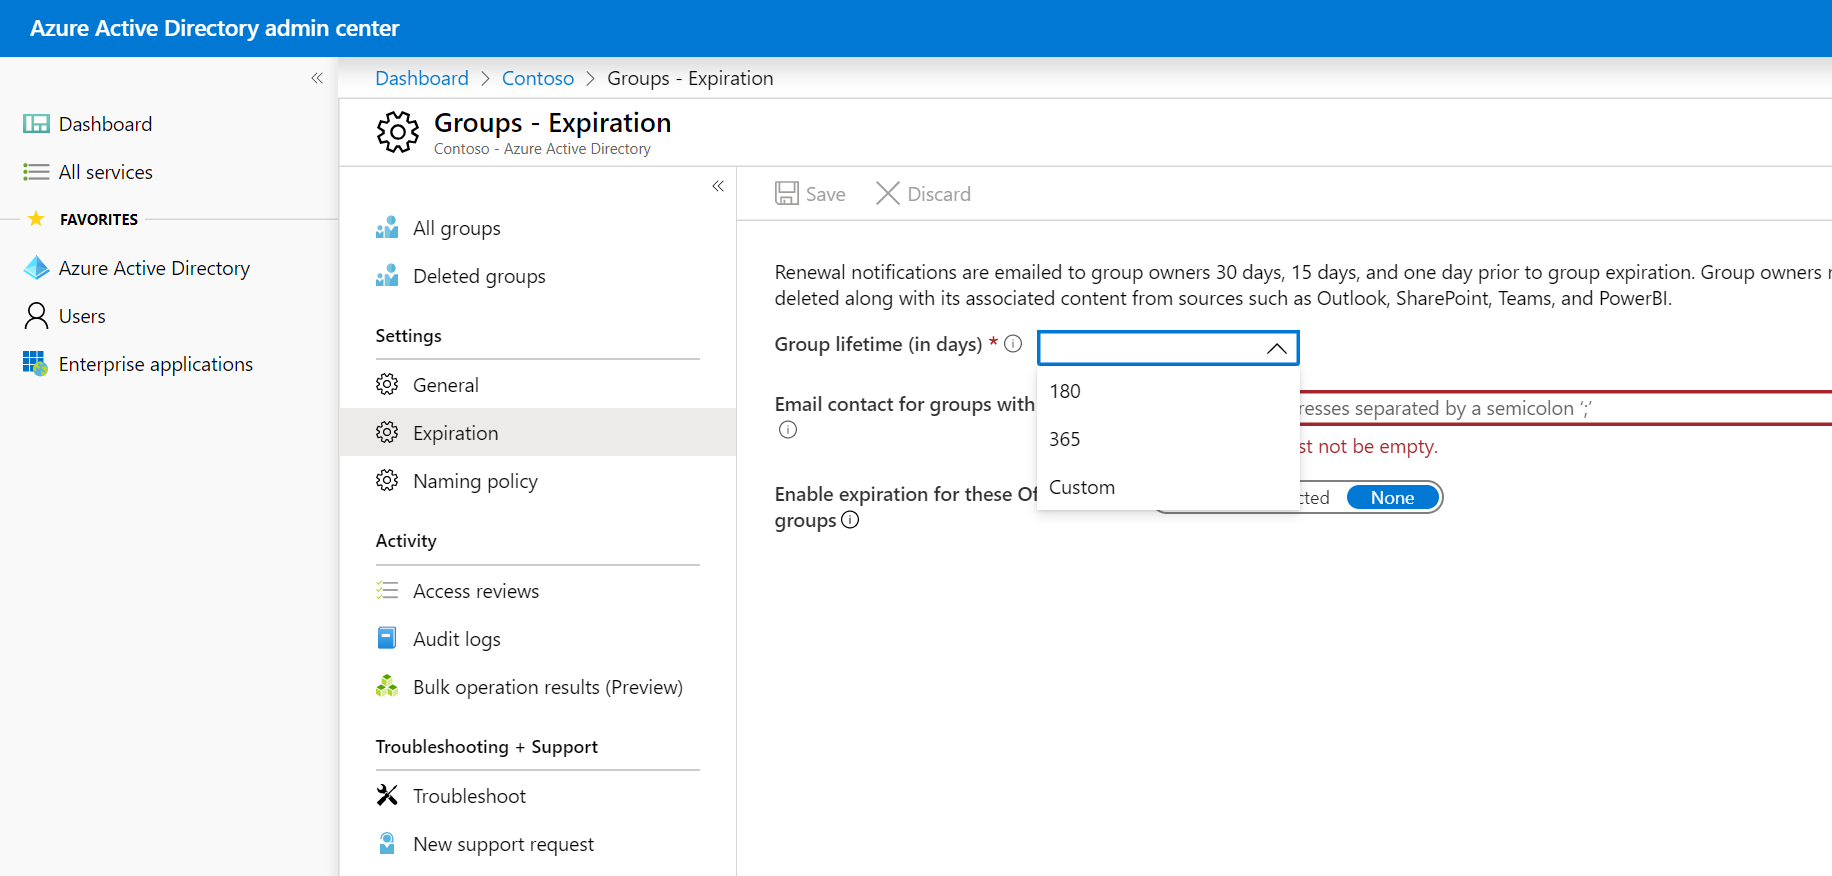 Azure Active Directory admin center
Dashboard
All services
FAVORITES
Azure Active Directory
Users
Enterprise applications
Dashboard > Contoso > Groups - Expiration
Groups - Expiration
Contoso - Azure Active Directory
All groups
Deleted groups
Settings
General
Expiration
Naming policy
Activity
Access reviews
Audit logs
Bulk operation results (Preview)
Troubleshooting + Support
Troubleshoot
New support request
Save Discard
Renewal notifications are emailed to group owners 30 days, 15 days, and one day prior to group expiration. Group owners
deleted along with its associated content from sources such as Outlook, SharePoint, Teams, and PowerBI.
Group lifetime (in days) *
180
365
Custom
Email contact for groups with
resses separated by a semicolon ';'
st not be empty.
Enable expiration for these Of
groups
cted None